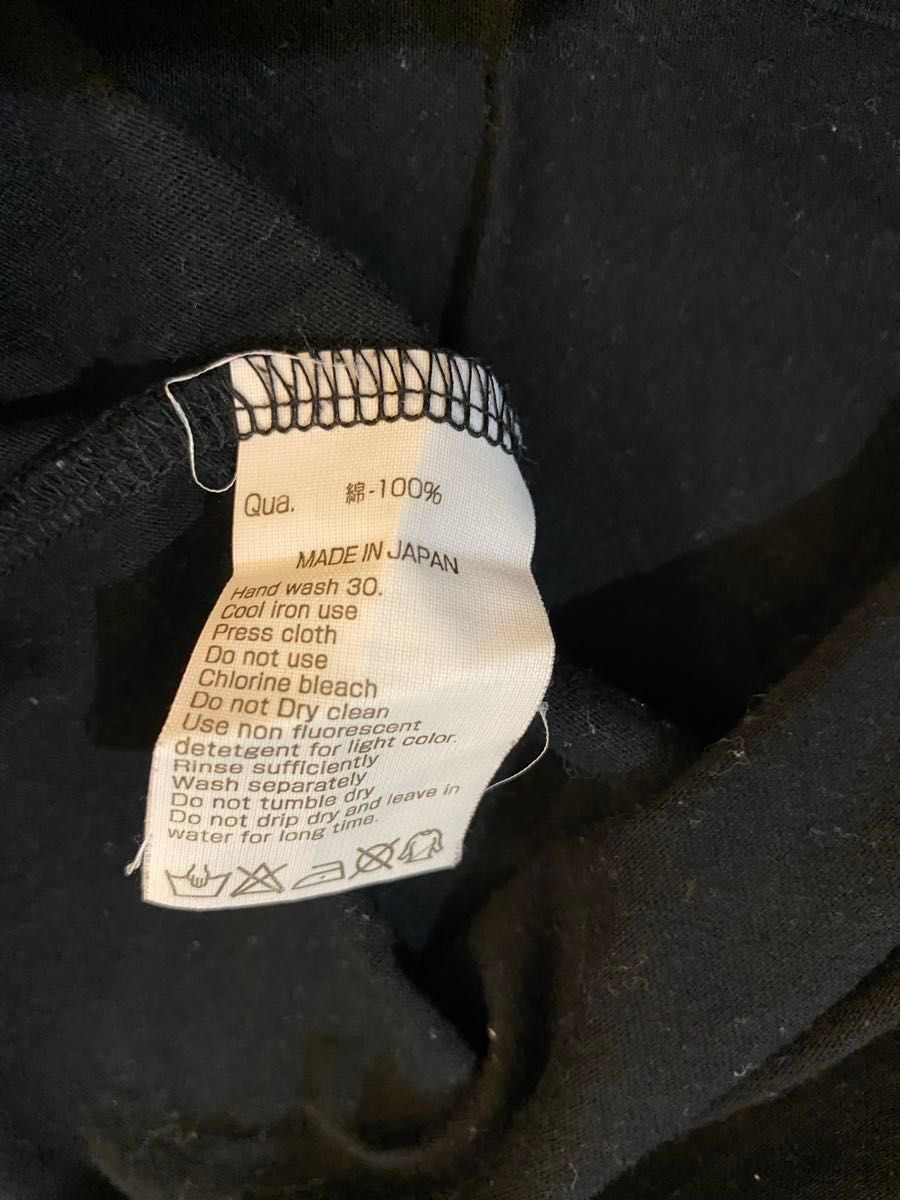 Qua. 綿-100%
MADE IN JAPAN
Hand wash 30.
Cool iron use
Press cloth
Do not use
Chlorine bleach
Do not Dry clean
Use non fluorescent
detetgent for light color.
Rinse sufficiently
Wash separately
Do not tumble dry
Do not drip dry and leave in
water for long time.